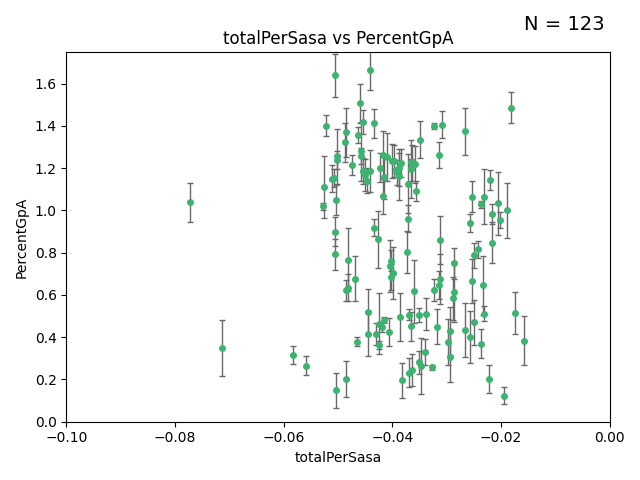 N = 123
totalPerSasa vs PercentGpA
PercentGpA
1.6
1.4
1.2
1.0
0.8
0.6
0.4
0.2
0.0
−0.10 −0.08 −0.06 −0.04 −0.02 0.00
totalPerSasa